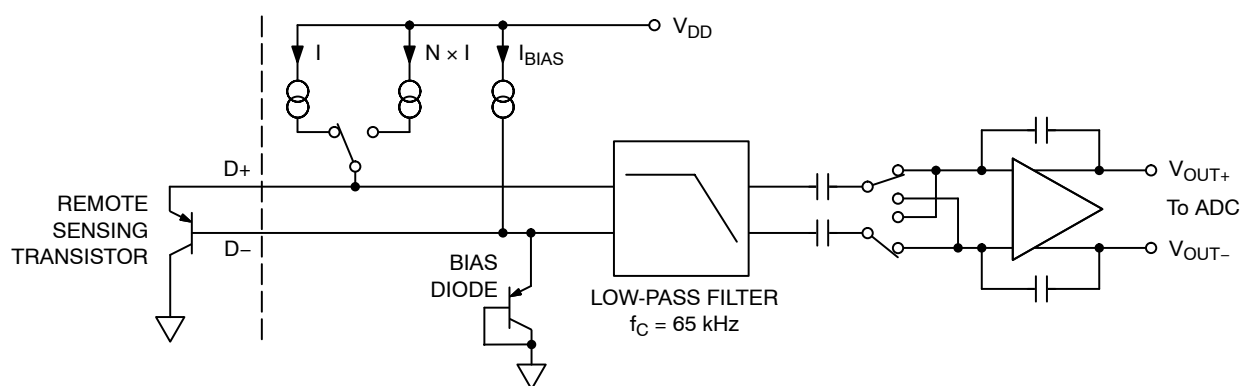 V_DD
I
N × I
I_BIAS
D+
REMOTE
SENSING
TRANSISTOR
D−
BIAS
DIODE
LOW-PASS FILTER
f_C = 65 kHz
V_OUT+
To ADC
V_OUT−